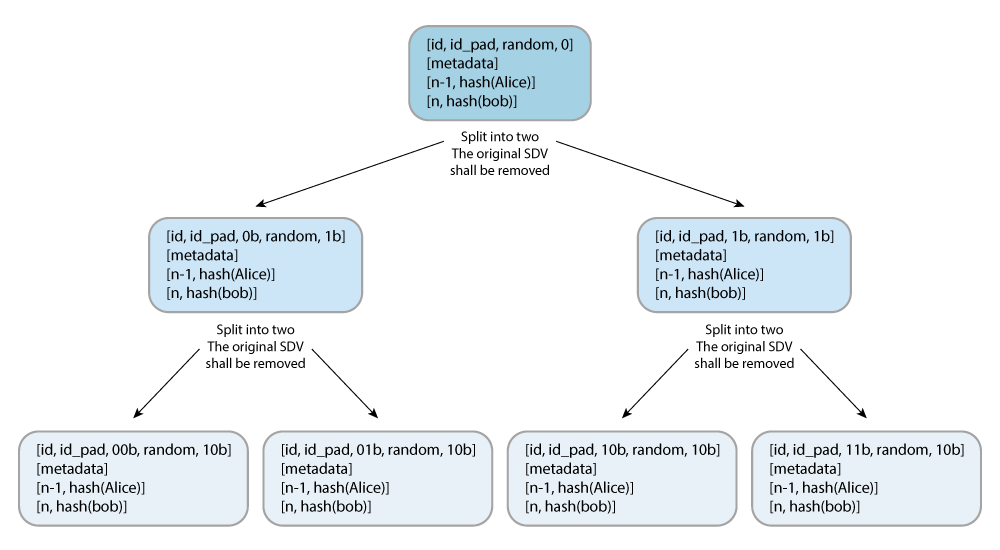 [id, id_pad, random, 0]
[metadata]
[n-1, hash(Alice)]
[n, hash(bob)]
Split into two
The original SDV
shall be removed
[id, id_pad, 0b, random, 1b]
[metadata]
[n-1, hash(Alice)]
[n, hash(bob)]
[id, id_pad, 1b, random, 1b]
[metadata]
[n-1, hash(Alice)]
[n, hash(bob)]
Split into two
The original SDV
shall be removed
Split into two
The original SDV
shall be removed
[id, id_pad, 00b, random, 10b]
[metadata]
[n-1, hash(Alice)]
[n, hash(bob)]
[id, id_pad, 01b, random, 10b]
[metadata]
[n-1, hash(Alice)]
[n, hash(bob)]
[id, id_pad, 10b, random, 10b]
[metadata]
[n-1, hash(Alice)]
[n, hash(bob)]
[id, id_pad, 11b, random, 10b]
[metadata]
[n-1, hash(Alice)]
[n, hash(bob)]